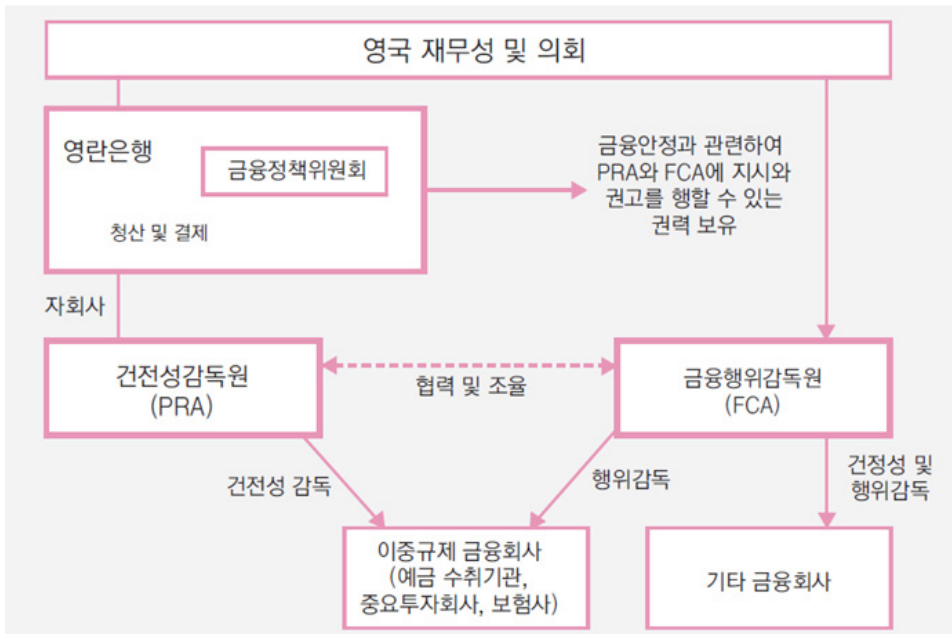 영국 재무성 및 의회
영란은행
금융정책위원회
청산 및 결제
금융안정과 관련하여
PRA와 FCA에 지시와
권고를 행할 수 있는
권력 보유
자회사
건전성감독원
(PRA)
협력 및 조율
금융행위감독원
(FCA)
건전성 감독
행위감독
건정성 및
행위감독
이중규제 금융회사
(예금 수취기관,
중요투자회사, 보험사)
기타 금융회사